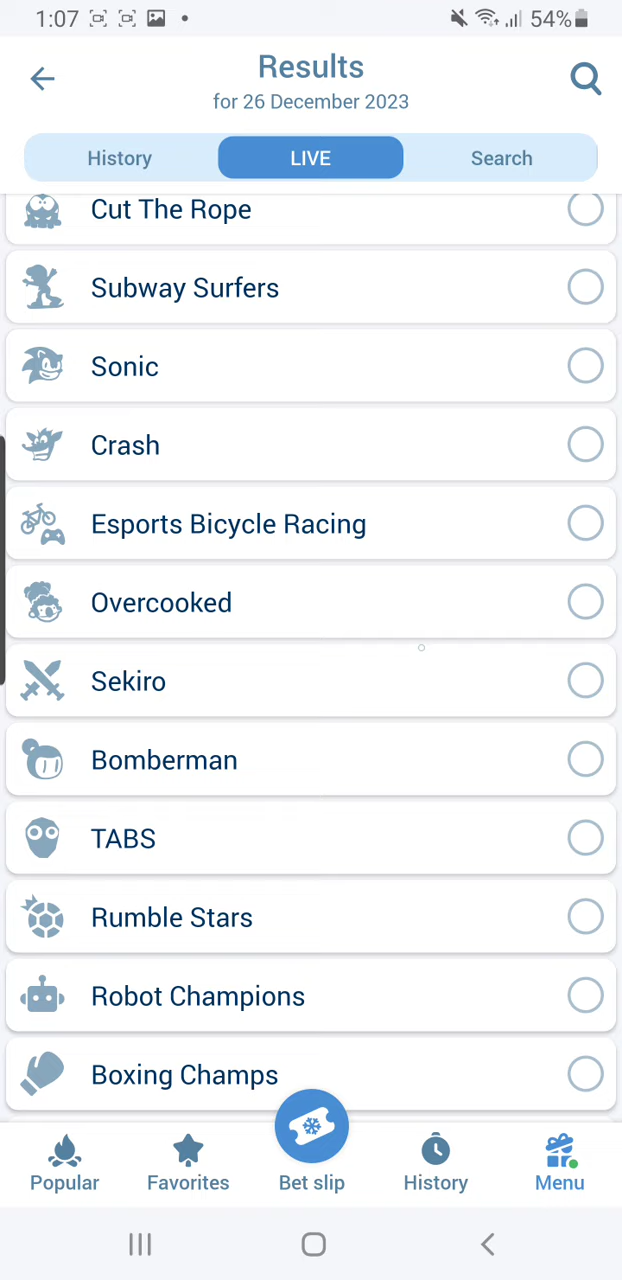 1:07
54%
Results
for 26 December 2023
History
LIVE
Search
Cut The Rope
Subway Surfers
Sonic
Crash
Esports Bicycle Racing
Overcooked
Sekiro
Bomberman
TABS
Rumble Stars
Robot Champions
Boxing Champs
Popular
Favorites
Bet slip
History
Menu